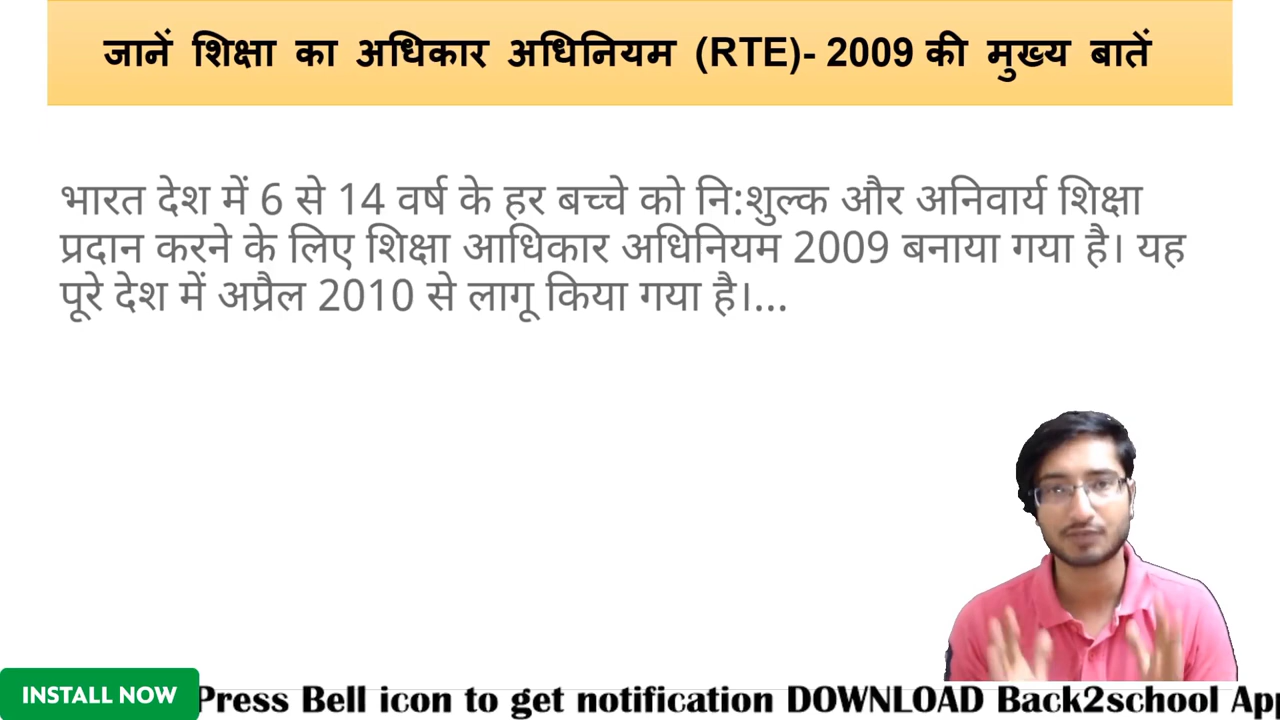 जानें शिक्षा का अधिकार अधिनियम (RTE)- 2009 की मुख्य बातें
भारत देश में 6 से 14 वर्ष के हर बच्चे को नि:शुल्क और अनिवार्य शिक्षा
प्रदान करने के लिए शिक्षा आधिकार अधिनियम 2009 बनाया गया है। यह
पूरे देश में अप्रैल 2010 से लागू किया गया है।...
INSTALL NOW
Press Bell icon to get notification DOWNLOAD Back2school App